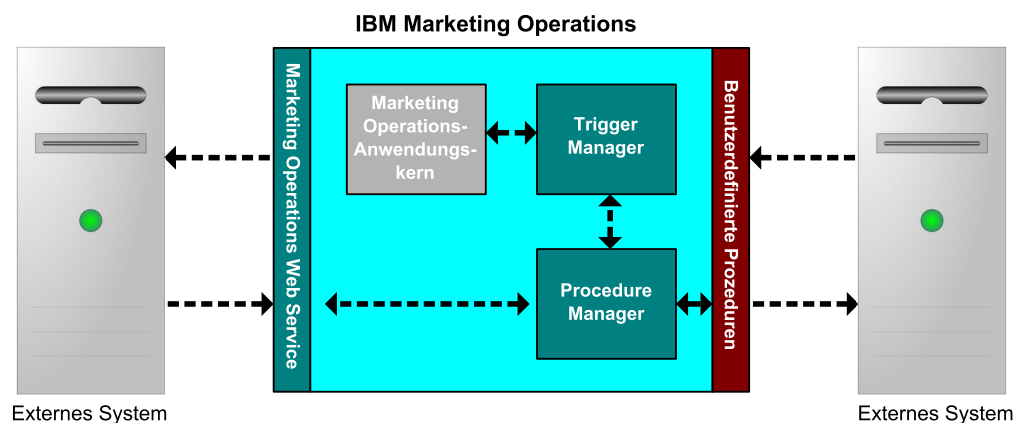 IBM Marketing Operations
Marketing Operations Web Service
Marketing
Operations-
Anwendungs-
kern
Trigger
Manager
Procedure
Manager
Benutzerdefinierte Prozeduren
Externes System
Externes System